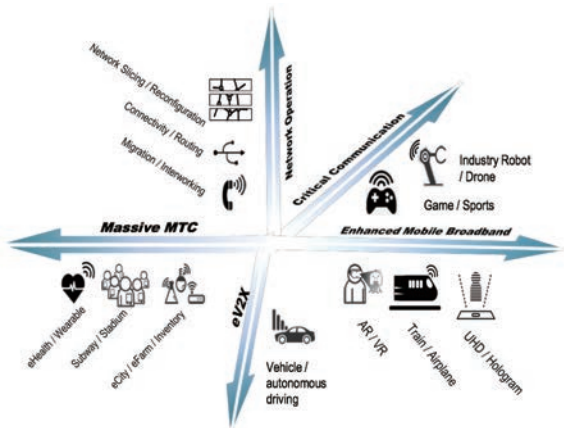 Network Slicing / Reconfiguration
Connectivity / Routing
Migration / Interworking
Network Operation
Critical Communication
Industry Robot
/ Drone
Game / Sports
Massive MTC
Enhanced Mobile Broadband
eHealth / Wearable
Subway / Stadium
eCity / eFarm / Inventory
eV2X
Vehicle /
autonomous
driving
AR / VR
Train / Airplane
UHD / Hologram